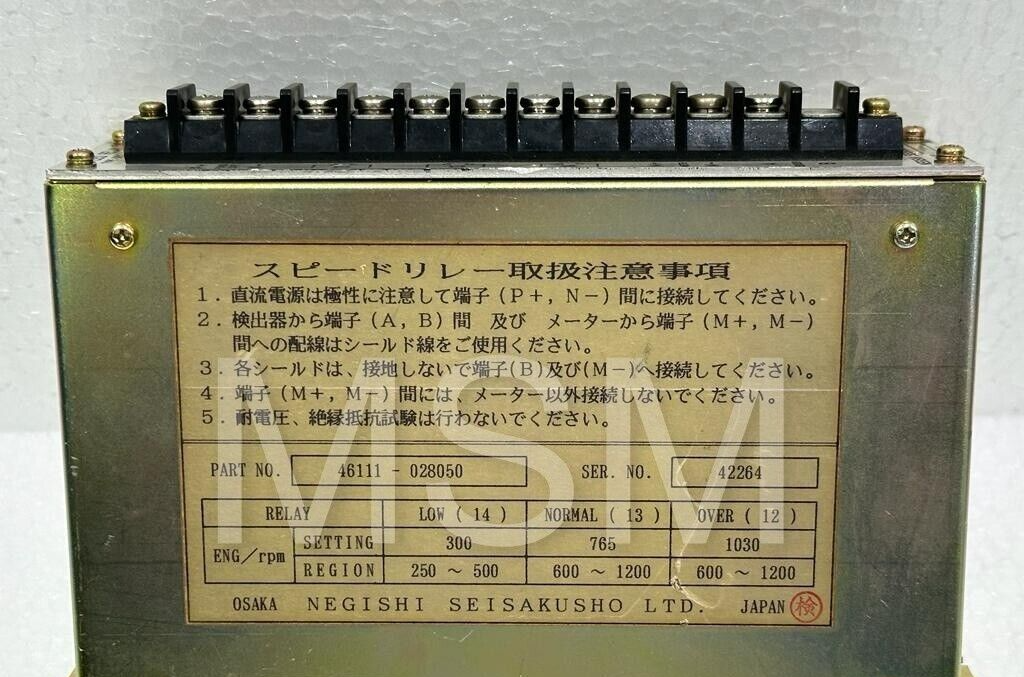 スピードリレー取扱注意事項
1．直流電源は極性に注意して端子（P＋，N－）間に接続してください。
2．検出器から端子（A，B）間 及び メーターから端子（M＋，M－）
間への配線はシールド線をご使用ください。
3．各シールドは、接地しないで端子（B）及び（M－）へ接続してください。
4．端子（M＋，M－）間には、メーター以外接続しないでください。
5．耐電圧、絶縁抵抗試験は行わないでください。
MSM
PART NO. 46111 - 028050 SER. NO. 42264
RELAY LOW ( 14 ) NORMAL ( 13 ) OVER ( 12 )
ENG/rpm SETTING 300 765 1030
REGION 250 ～ 500 600 ～ 1200 600 ～ 1200
OSAKA NEGISHI SEISAKUSHO LTD. JAPAN 検